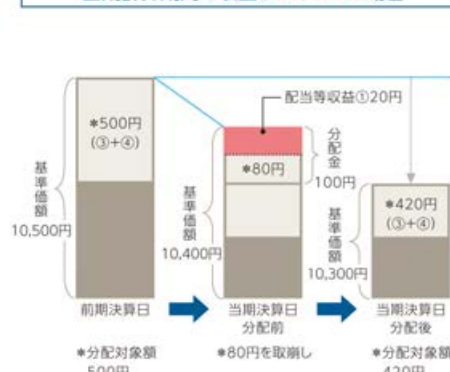 配当等収益①20円
*500円
(③+④)
基準価額
10,500円
*80円
分配金
100円
基準価額
10,400円
*420円
(③+④)
基準価額
10,300円
前期決算日
当期決算日
分配前
当期決算日
分配後
*分配対象額
500円
*80円を取崩し
*分配対象額
420円